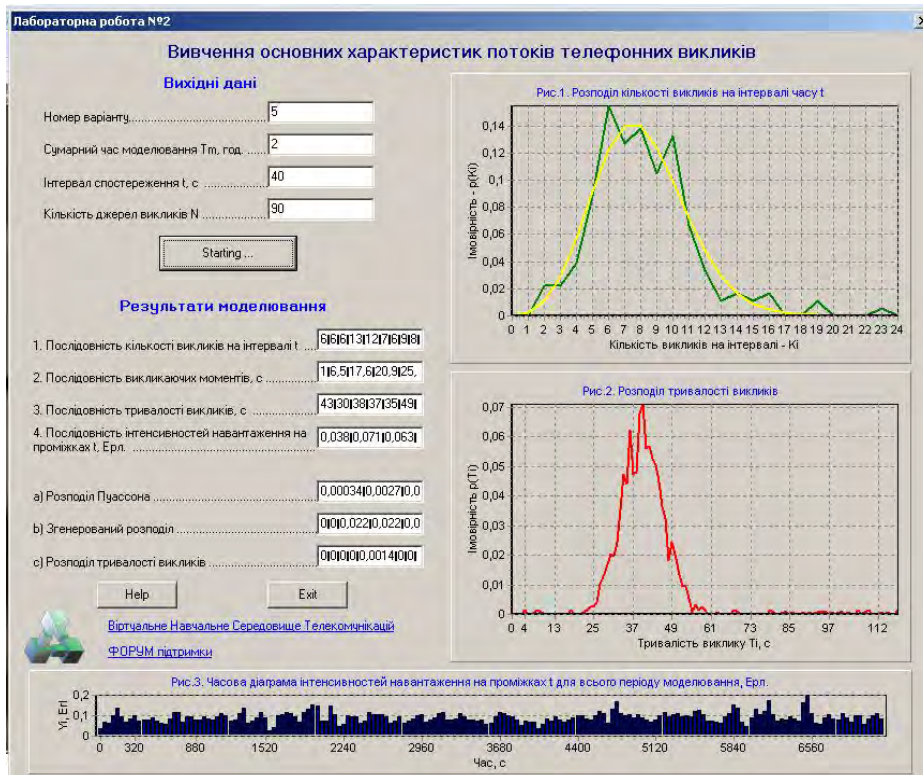 Лабораторна робота №2
Вивчення основних характеристик потоків телефонних викликів
Вихідні дані
Номер варіанту 5
Сумарний час моделювання Tm, год. 2
Інтервал спостереження t, с 40
Кількість джерел викликів N 90
Starting ...
Результати моделювання
1. Послідовність кількості викликів на інтервалі t 6|6|6|13|12|7|6|9|8|
2. Послідовність викликаючих моментів, с 1|6,5|17,6|20,9|25,
3. Послідовність тривалості викликів, с 43|30|38|37|35|49|
4. Послідовність інтенсивностей навантаження на
проміжках t, Ерл. 0,038|0,071|0,063|
a) Розподіл Пуассона 0,00034|0,0027|0,0
b) Згенерований розподіл 0|0|0,022|0,022|0,0
c) Розподіл тривалості викликів 0|0|0|0|0,0014|0|0|
Help Exit
Віртуальне Навчальне Середовище Телекомунікацій
ФОРУМ підтримки
Рис.1. Розподіл кількості викликів на інтервалі часу t
Імовірність - p(Ki)
0,14
0,12
0,1
0,08
0,06
0,04
0,02
0
0 1 2 3 4 5 6 7 8 9 10 11 12 13 14 15 16 17 18 19 20 21 22 23 24
Кількість викликів на інтервалі - Ki
Рис.2. Розподіл тривалості викликів
Імовірність p(Ti)
0,07
0,06
0,05
0,04
0,03
0,02
0,01
0
0 4 13 25 37 49 61 73 85 97 112
Тривалість виклику Ti, с
Рис.3. Часова діаграма інтенсивностей навантаження на проміжках t для всього періоду моделювання, Ерл.
Yi, Erl
0,2
0,1
0
0 320 880 1520 2240 2960 3680 4400 5120 5840 6560
Час, с